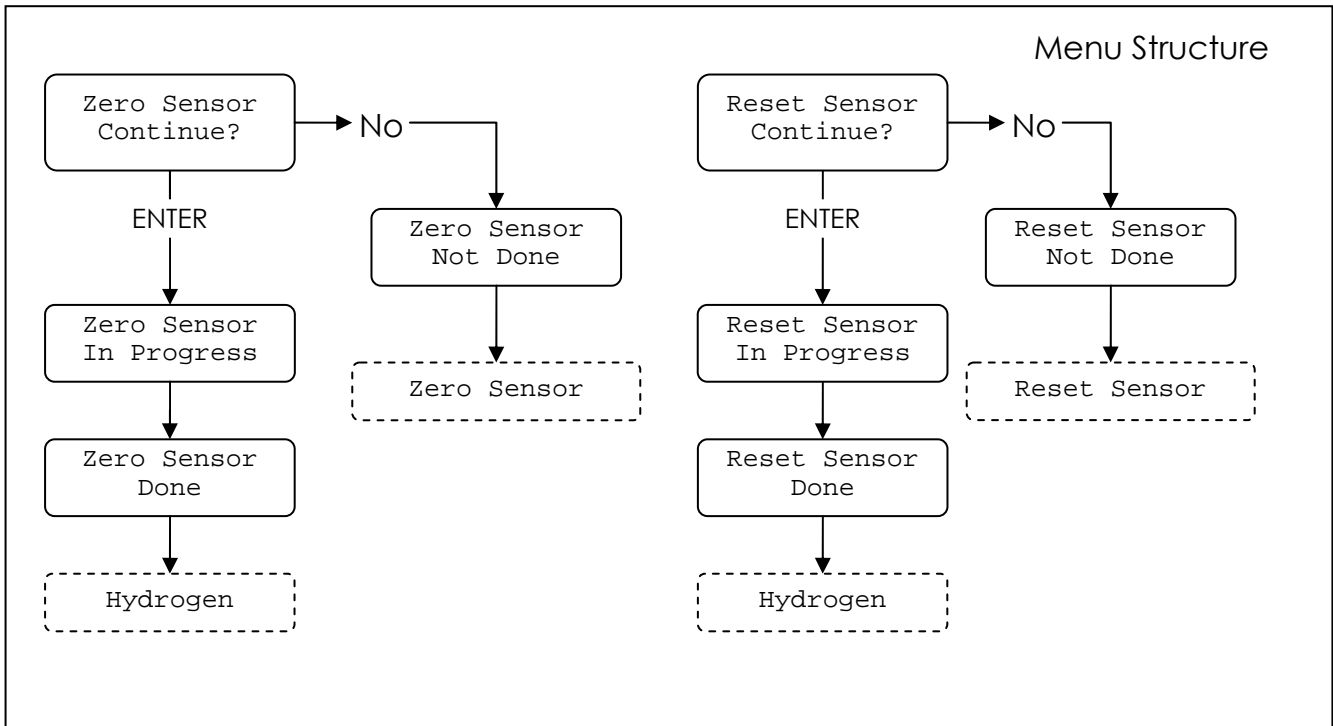 Menu Structure
Zero Sensor
Continue?
No
ENTER
Zero Sensor
Not Done
Zero Sensor
In Progress
Zero Sensor
Zero Sensor
Done
Hydrogen
Reset Sensor
Continue?
No
ENTER
Reset Sensor
Not Done
Reset Sensor
In Progress
Reset Sensor
Reset Sensor
Done
Hydrogen